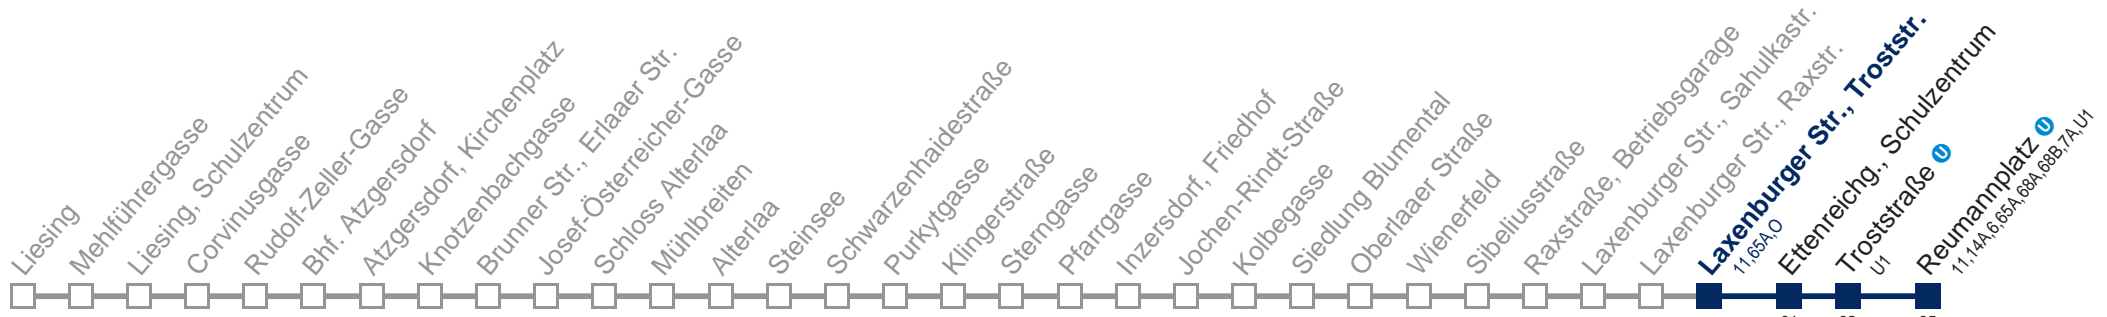 Liesing
Mehlführergasse
Liesing, Schulzentrum
Corvinusgasse
Rudolf-Zeller-Gasse
Bhf. Atzgersdorf
Atzgersdorf, Kirchenplatz
Knotzenbachgasse
Brunner Str., Erlaaer Str.
Josef-Österreicher-Gasse
Schloss Alterlaa
Mühlbreiten
Alterlaa
Steinsee
Schwarzenhaidestraße
Purkytgasse
Klingerstraße
Sterngasse
Pfarrgasse
Inzersdorf, Friedhof
Jochen-Rindt-Straße
Kolbegasse
Siedlung Blumental
Oberlaaer Straße
Wienerfeld
Sibeliusstraße
Raxstraße, Betriebsgarage
Laxenburger Str., Sahulkastr.
Laxenburger Str., Raxstr.
Laxenburger Str., Troststr.
11,65A,O
Ettenreichg., Schulzentrum
Troststraße U
U1
Reumannplatz U
11,14A,6,65A,68A,68B,7A,U1